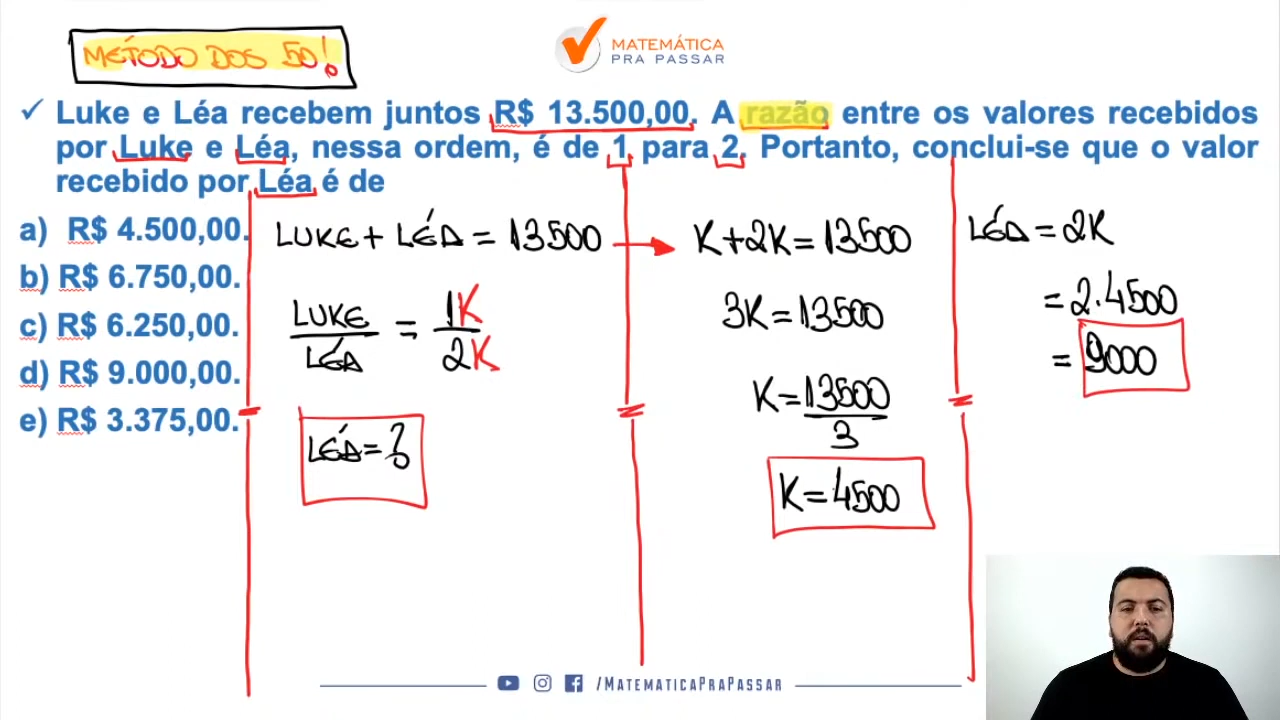 MÉTODO DOS 50!
MATEMÁTICA
PRA PASSAR
✓ Luke e Léa recebem juntos R$ 13.500,00. A razão entre os valores recebidos
por Luke e Léa, nessa ordem, é de 1 para 2. Portanto, conclui-se que o valor
recebido por Léa é de
a) R$ 4.500,00.
b) R$ 6.750,00.
c) R$ 6.250,00.
d) R$ 9.000,00.
e) R$ 3.375,00.
LUKE + LÉA = 13500
LUKE/LÉA = 1K/2K
LÉA = ?
K + 2K = 13500
3K = 13500
K = 13500/3
K = 4500
LÉA = 2K
= 2.4500
= 9000
/MATEMATICAPRAPASSAR